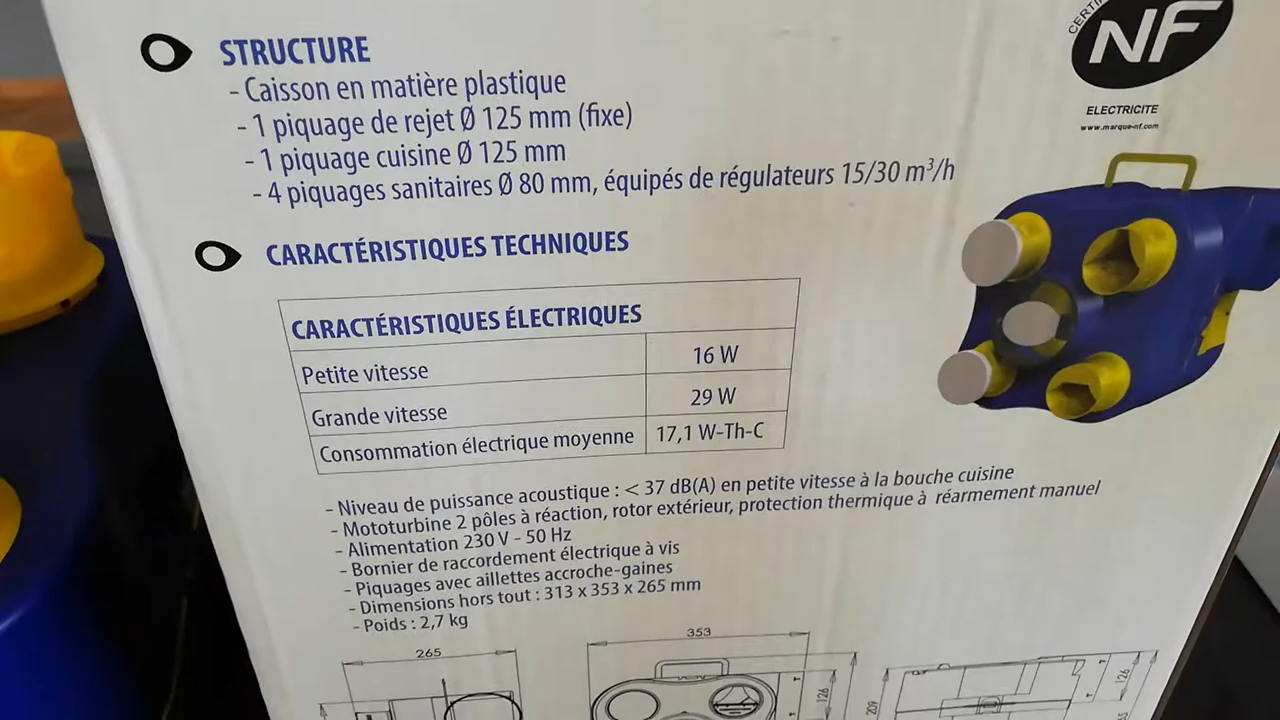 CERTI
NF
ELECTRICITE
www.marque-nf.com
STRUCTURE
- Caisson en matière plastique
- 1 piquage de rejet Ø 125 mm (fixe)
- 1 piquage cuisine Ø 125 mm
- 4 piquages sanitaires Ø 80 mm, équipés de régulateurs 15/30 m³/h
CARACTÉRISTIQUES TECHNIQUES
CARACTÉRISTIQUES ÉLECTRIQUES
Petite vitesse 16 W
Grande vitesse 29 W
Consommation électrique moyenne 17,1 W-Th-C
- Niveau de puissance acoustique : < 37 dB(A) en petite vitesse à la bouche cuisine
- Mototurbine 2 pôles à réaction, rotor extérieur, protection thermique à réarmement manuel
- Alimentation 230 V - 50 Hz
- Bornier de raccordement électrique à vis
- Piquages avec aillettes accroche-gaines
- Dimensions hors tout : 313 x 353 x 265 mm
- Poids : 2,7 kg
265
353
126
209
126